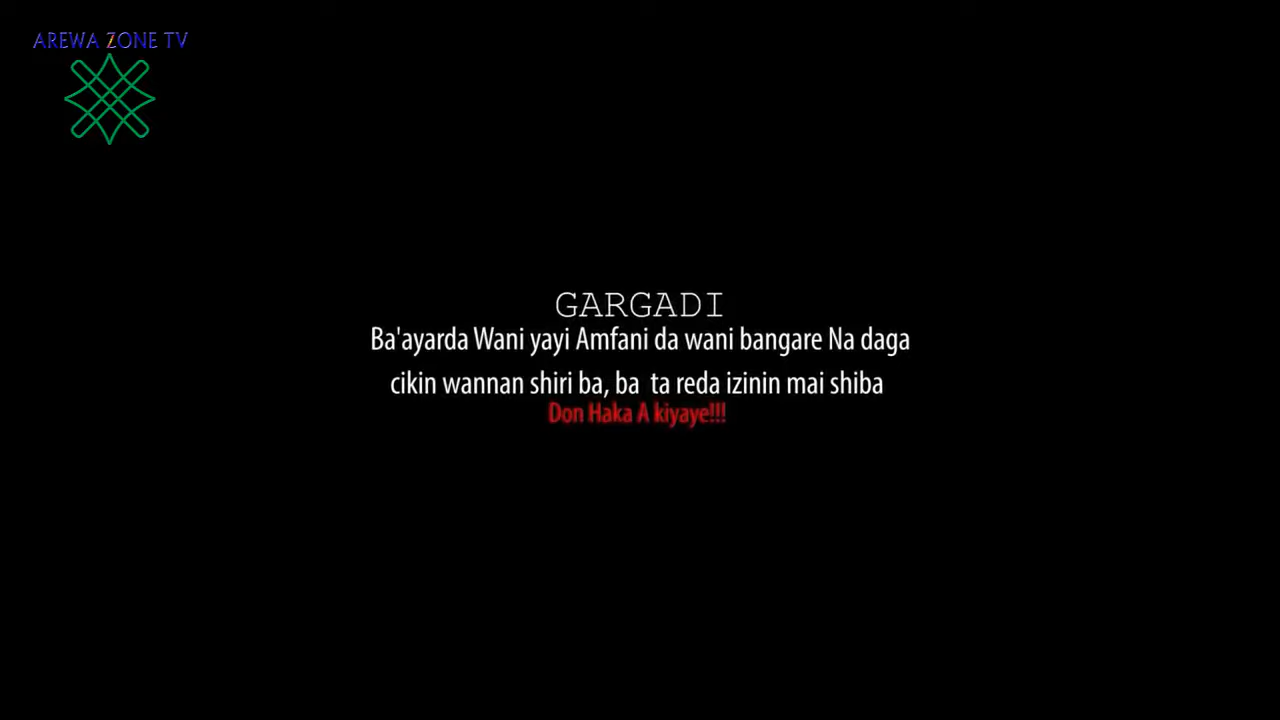 AREWA ZONE TV
GARGADI
Ba'ayarda Wani yayi Amfani da wani bangare Na daga
cikin wannan shiri ba, ba ta reda izinin mai shiba
Don Haka A kiyaye!!!